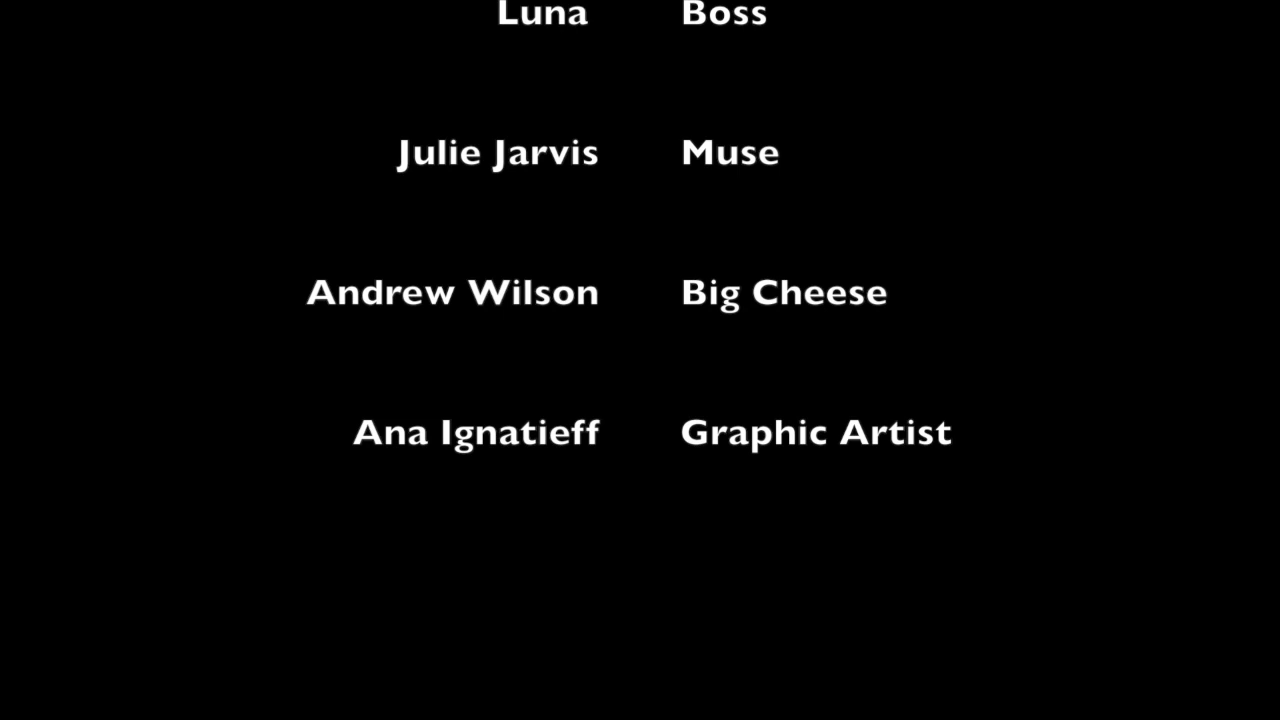 Luna Boss
Julie Jarvis Muse
Andrew Wilson Big Cheese
Ana Ignatieff Graphic Artist